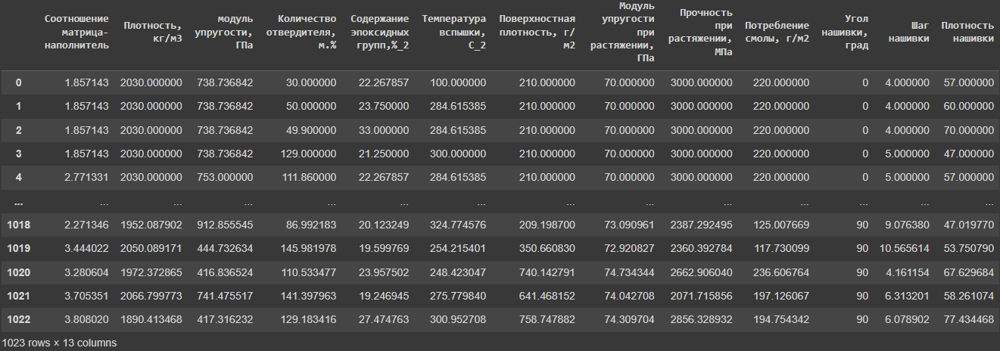 Соотношение матрица-наполнитель Плотность, кг/м3 модуль упругости, ГПа Количество отвердителя, м.% Содержание эпоксидных групп,%_2 Температура вспышки, С_2 Поверхностная плотность, г/м2 Модуль упругости при растяжении, ГПа Прочность при растяжении, МПа Потребление смолы, г/м2 Угол нашивки, град Шаг нашивки Плотность нашивки
0 1.857143 2030.000000 738.736842 30.000000 22.267857 100.000000 210.000000 70.000000 3000.000000 220.000000 0 4.000000 57.000000
1 1.857143 2030.000000 738.736842 50.000000 23.750000 284.615385 210.000000 70.000000 3000.000000 220.000000 0 4.000000 60.000000
2 1.857143 2030.000000 738.736842 49.900000 33.000000 284.615385 210.000000 70.000000 3000.000000 220.000000 0 4.000000 70.000000
3 1.857143 2030.000000 738.736842 129.000000 21.250000 300.000000 210.000000 70.000000 3000.000000 220.000000 0 5.000000 47.000000
4 2.771331 2030.000000 753.000000 111.860000 22.267857 284.615385 210.000000 70.000000 3000.000000 220.000000 0 5.000000 57.000000
... ... ... ... ... ... ... ... ... ... ... ... ... ...
1018 2.271346 1952.087902 912.855545 86.992183 20.123249 324.774576 209.198700 73.090961 2387.292495 125.007669 90 9.076380 47.019770
1019 3.444022 2050.089171 444.732634 145.981978 19.599769 254.215401 350.660830 72.920827 2360.392784 117.730099 90 10.565614 53.750790
1020 3.280604 1972.372865 416.836524 110.533477 23.957502 248.423047 740.142791 74.734344 2662.906040 236.606764 90 4.161154 67.629684
1021 3.705351 2066.799773 741.475517 141.397963 19.246945 275.779840 641.468152 74.042708 2071.715856 197.126067 90 6.313201 58.261074
1022 3.808020 1890.413468 417.316232 129.183416 27.474763 300.952708 758.747882 74.309704 2856.328932 194.754342 90 6.078902 77.434468
1023 rows × 13 columns